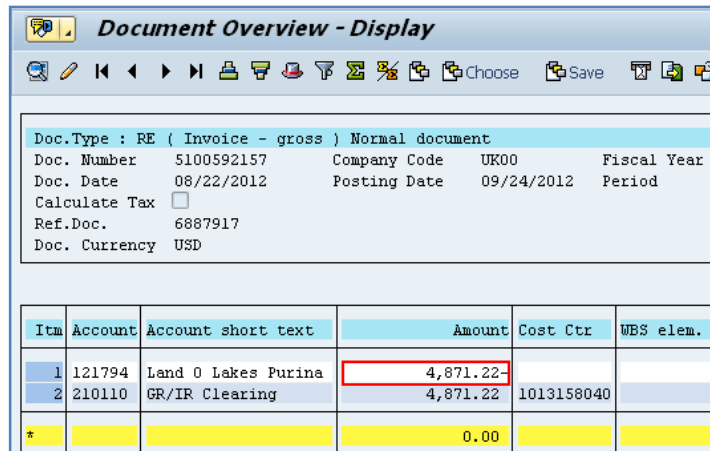 Document Overview - Display
Choose Save
Doc.Type : RE ( Invoice - gross ) Normal document
Doc. Number 5100592157 Company Code UK00 Fiscal Year
Doc. Date 08/22/2012 Posting Date 09/24/2012 Period
Calculate Tax
Ref.Doc. 6887917
Doc. Currency USD
Itm Account Account short text Amount Cost Ctr WBS elem.
1 121794 Land O Lakes Purina 4,871.22-
2 210110 GR/IR Clearing 4,871.22 1013158040
* 0.00